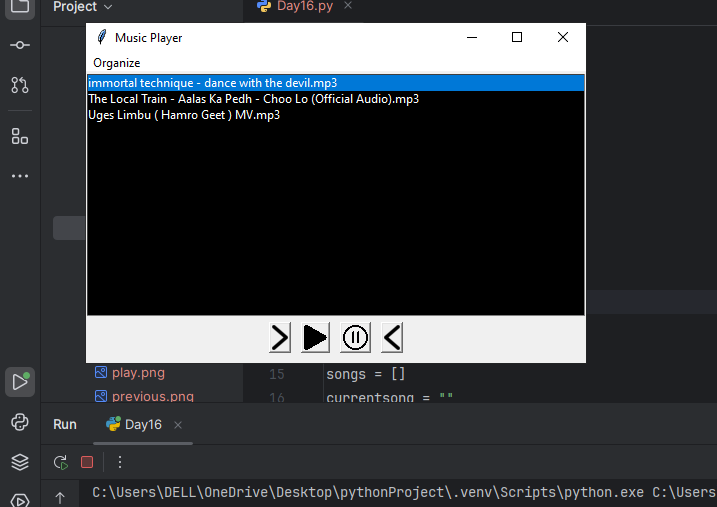 Project
Day16.py
Music Player
Organize
immortal technique - dance with the devil.mp3
The Local Train - Aalas Ka Pedh - Choo Lo (Official Audio).mp3
Uges Limbu ( Hamro Geet ) MV.mp3
play.png
15 songs = []
previous.png
16 currentsong = ""
Run
Day16
C:\Users\DELL\OneDrive\Desktop\pythonProject\.venv\Scripts\python.exe C:\Users